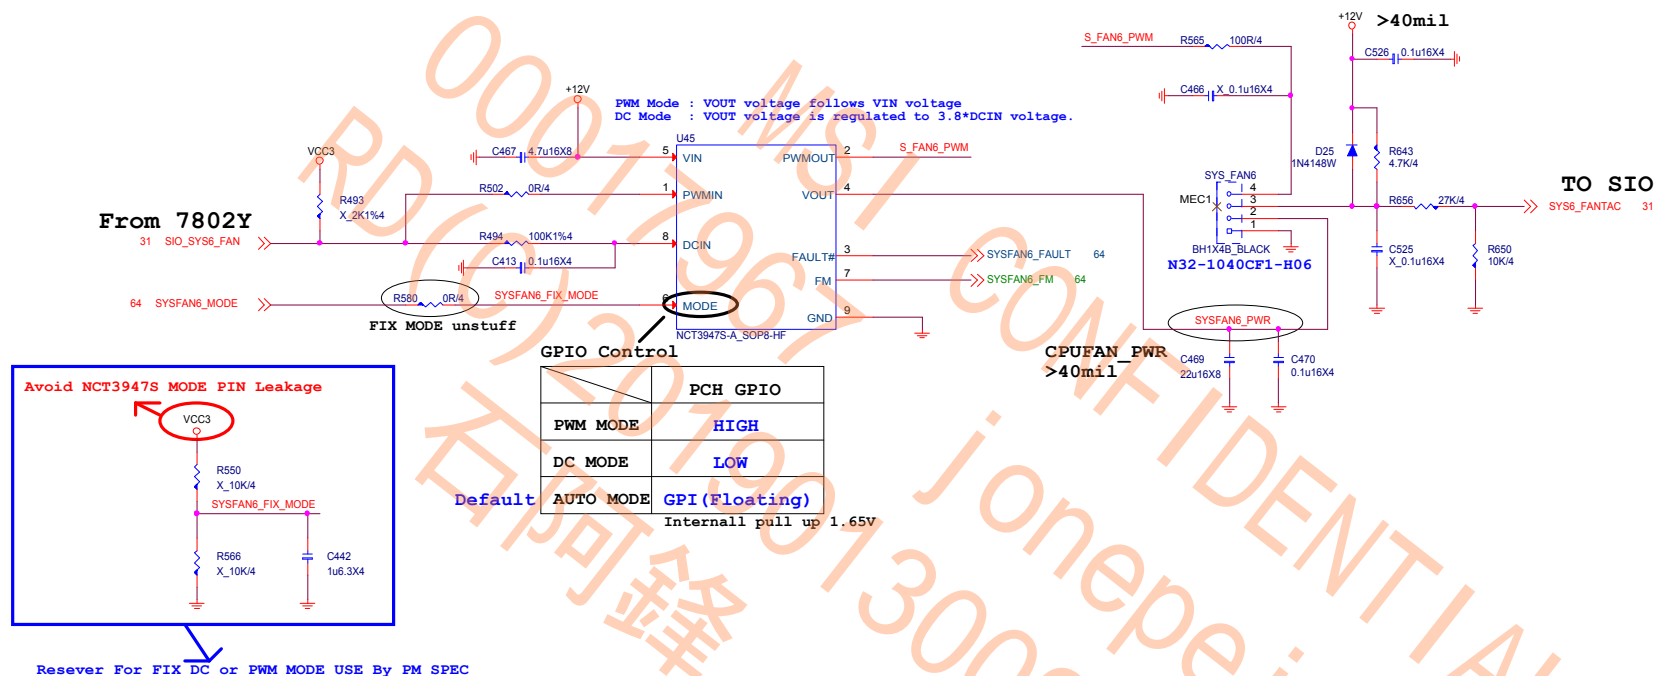 +12V
>40mil
S_FAN6_PWM
R565
100R/4
C526
0.1u16X4
+12V
C466
X_0.1u16X4
PWM Mode : VOUT voltage follows VIN voltage
DC Mode : VOUT voltage is regulated to 3.8*DCIN voltage.
U45
VCC3
C467
4.7u16X8
5
VIN
PWMOUT
2
S_FAN6_PWM
D25
1N4148W
R643
4.7K/4
R502
0R/4
1
PWMIN
VOUT
4
SYS_FAN6
MEC1
4
3
2
1
R493
X_2K1%4
R656
27K/4
TO SIO
SYS6_FANTAC
31
From 7802Y
31
SIO_SYS6_FAN
R494
100K1%4
8
DCIN
C413
0.1u16X4
FAULT#
3
SYSFAN6_FAULT
64
BH1X4B_BLACK
N32-1040CF1-H06
C525
X_0.1u16X4
R650
10K/4
FM
7
SYSFAN6_FM
64
64
SYSFAN6_MODE
R580
0R/4
SYSFAN6_FIX_MODE
6
MODE
FIX MODE unstuff
GND
9
NCT3947S-A_SOP8-HF
SYSFAN6_PWR
GPIO Control
CPUFAN_PWR
>40mil
C469
22u16X8
C470
0.1u16X4
PCH GPIO
PWM MODE
HIGH
DC MODE
LOW
Default
AUTO MODE
GPI(Floating)
Internall pull up 1.65V
Avoid NCT3947S MODE PIN Leakage
VCC3
R550
X_10K/4
SYSFAN6_FIX_MODE
R566
X_10K/4
C442
1u6.3X4
Resever For FIX DC or PWM MODE USE By PM SPEC
MSI CONFIDENTIAL
00017967
jonepei
RD(C)2019013000
石阿鋒